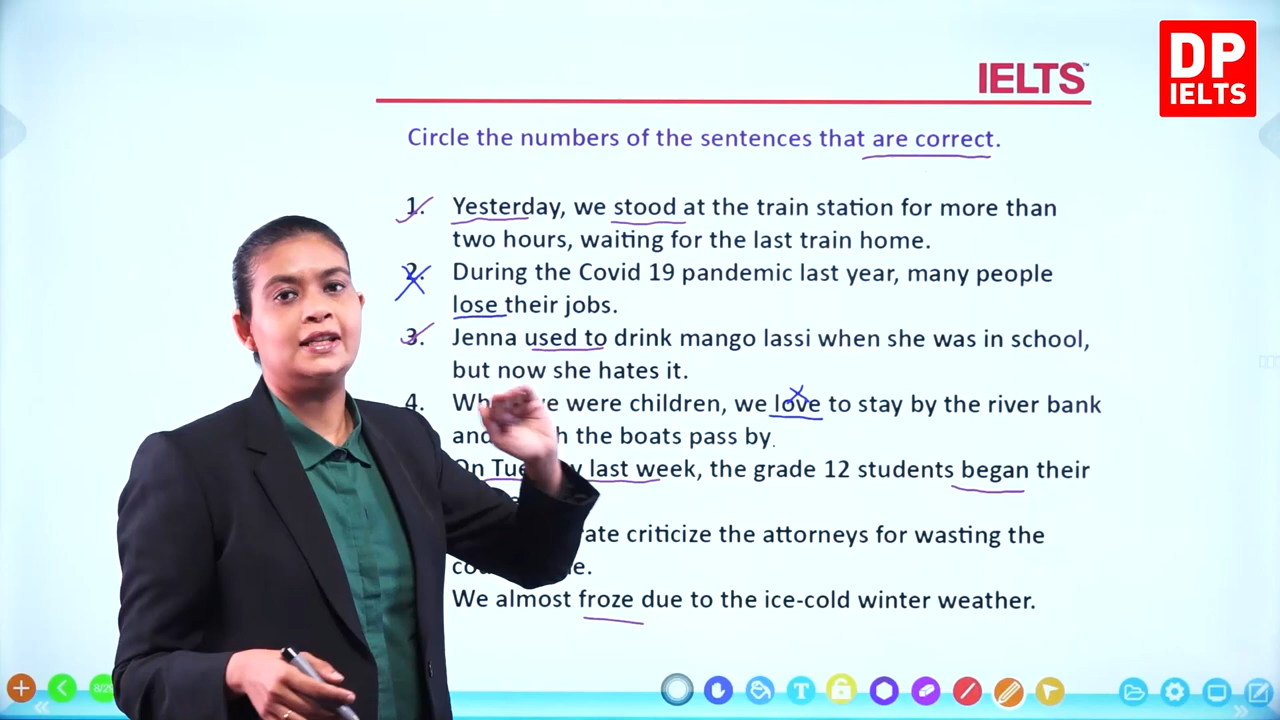 DP
IELTS
IELTS™
Circle the numbers of the sentences that are correct.
1. Yesterday, we stood at the train station for more than
two hours, waiting for the last train home.
2. During the Covid 19 pandemic last year, many people
lose their jobs.
3. Jenna used to drink mango lassi when she was in school,
but now she hates it.
4. were children, we love to stay by the river bank
the boats pass by.
On last week, the grade 12 students began their
criticize the attorneys for wasting the
We almost froze due to the ice-cold winter weather.